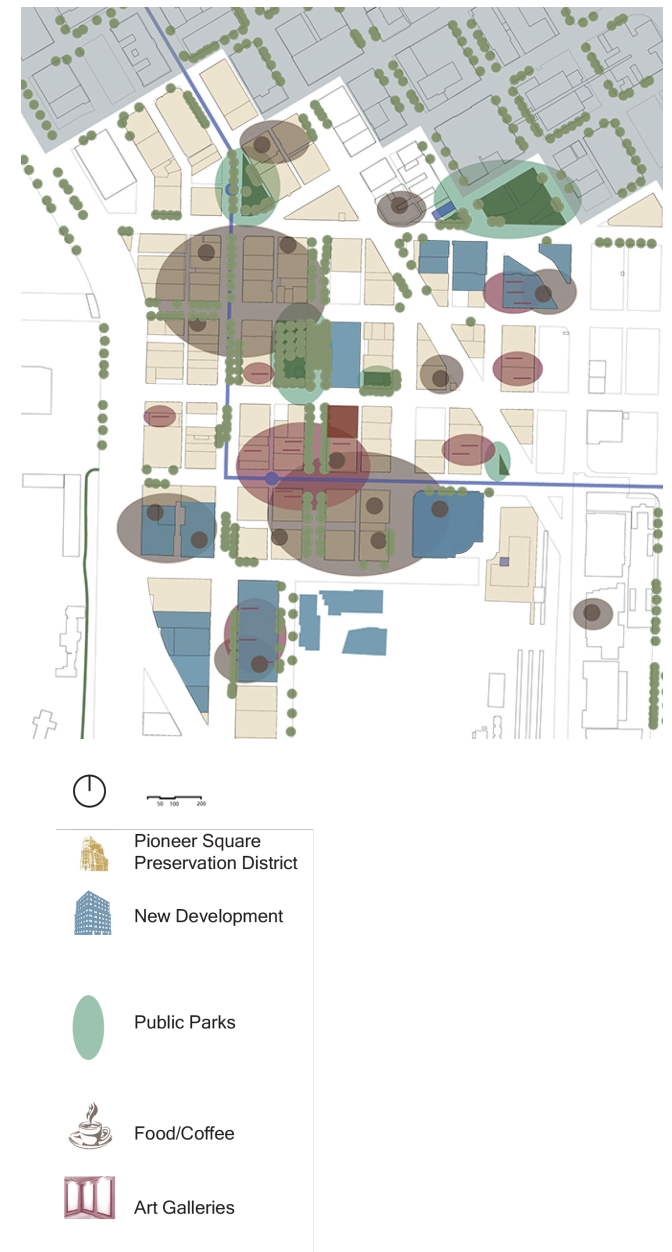 50 100 200
Pioneer Square
Preservation District
New Development
Public Parks
Food/Coffee
Art Galleries